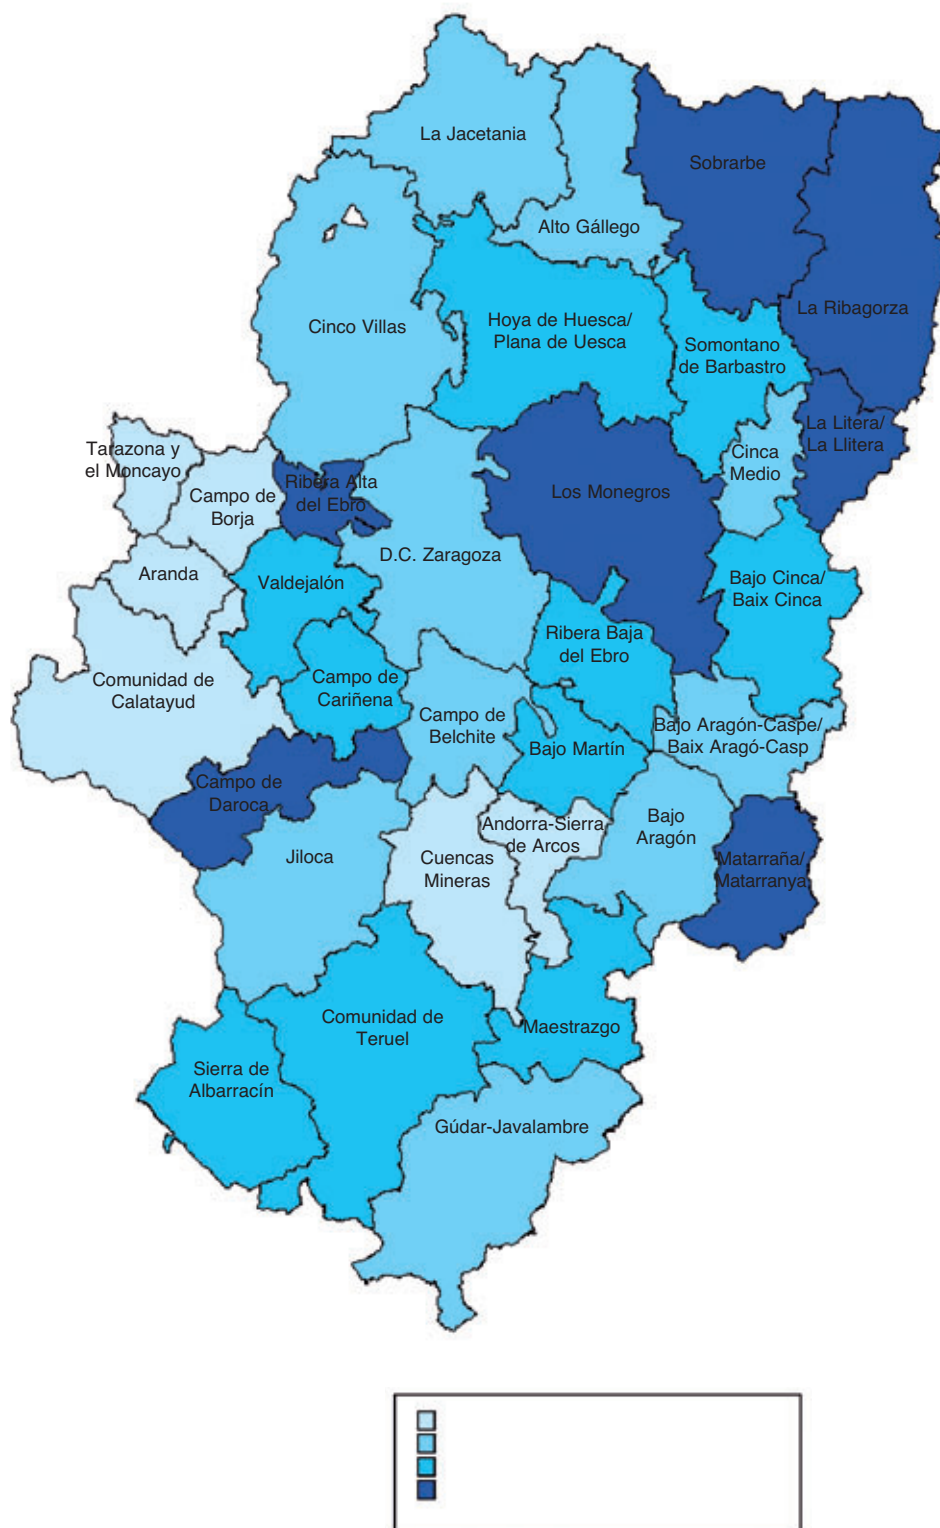 La Jacetania
Sobrarbe
Alto Gállego
La Ribagorza
Cinco Villas
Hoya de Huesca/
Plana de Uesca
Somontano
de Barbastro
La Litera/
La Llitera
Tarazona y
el Moncayo
Cinca
Medio
Ribera Alta
del Ebro
Campo de
Borja
Los Monegros
D.C. Zaragoza
Aranda
Valdejalón
Bajo Cinca/
Baix Cinca
Ribera Baja
del Ebro
Comunidad de
Calatayud
Campo de
Cariñena
Campo de
Belchite
Bajo Aragón-Caspe/
Baix Aragó-Casp
Bajo Martín
Campo de
Daroca
Andorra-Sierra
de Arcos
Bajo
Aragón
Jiloca
Cuencas
Mineras
Matarraña/
Matarranya
Comunidad de
Teruel
Maestrazgo
Sierra de
Albarracín
Gúdar-Javalambre